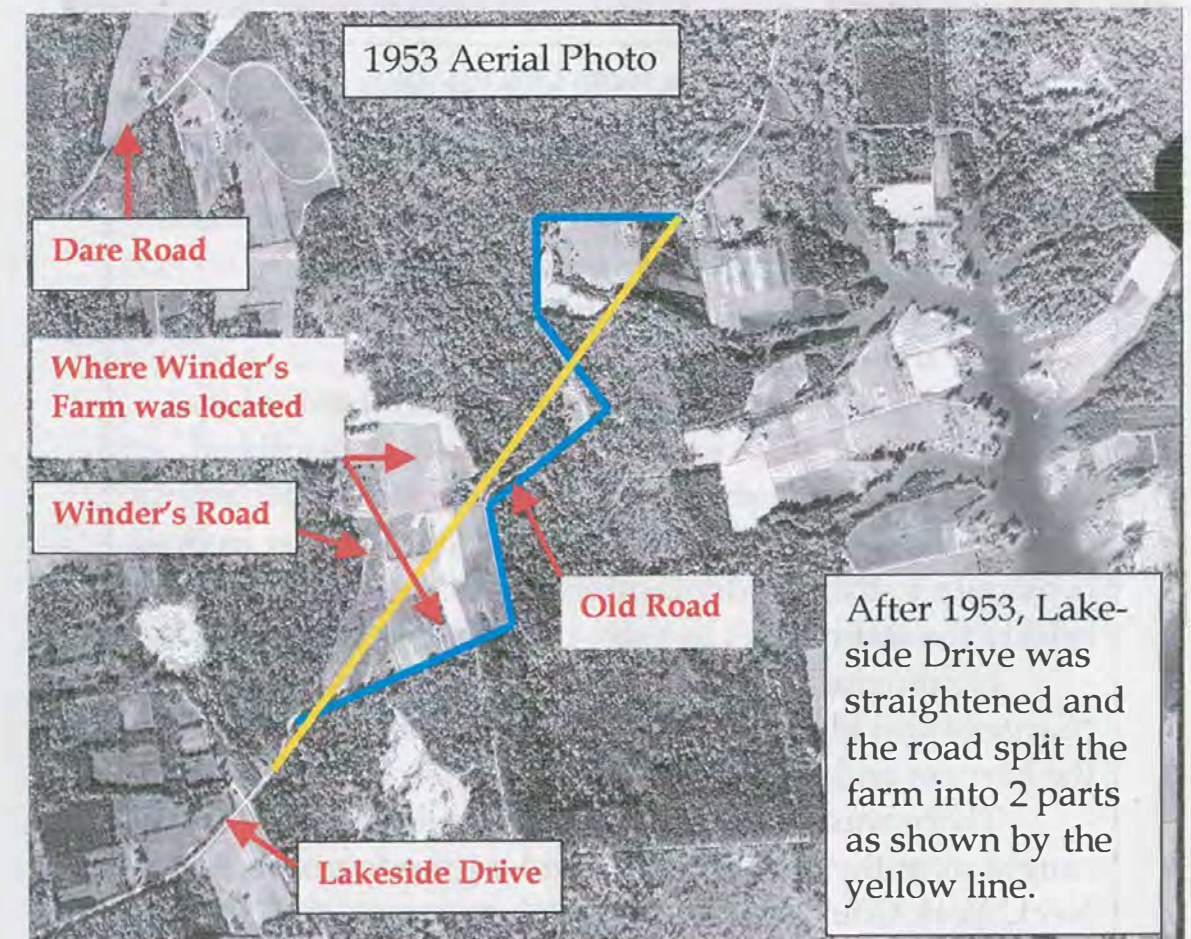 1953 Aerial Photo
Dare Road
Where Winder's
Farm was located
Winder's Road
Old Road
After 1953, Lake-
side Drive was
straightened and
the road split the
farm into 2 parts
as shown by the
yellow line.
Lakeside Drive